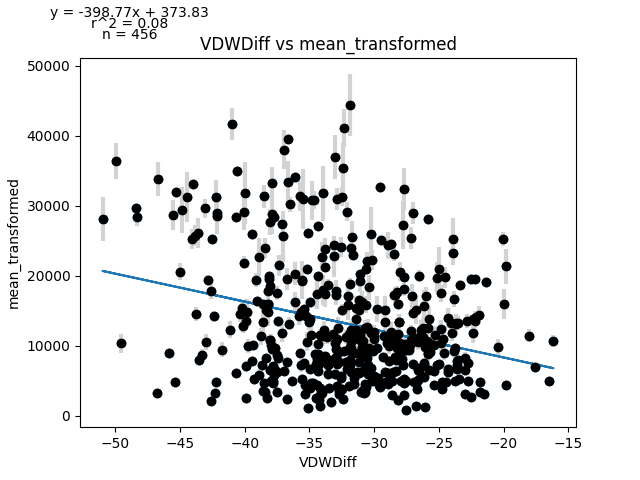 y = -398.77x + 373.83
r^2 = 0.08
n = 456
VDWDiff vs mean_transformed
50000
40000
30000
20000
10000
0
mean_transformed
−50 −45 −40 −35 −30 −25 −20 −15
VDWDiff